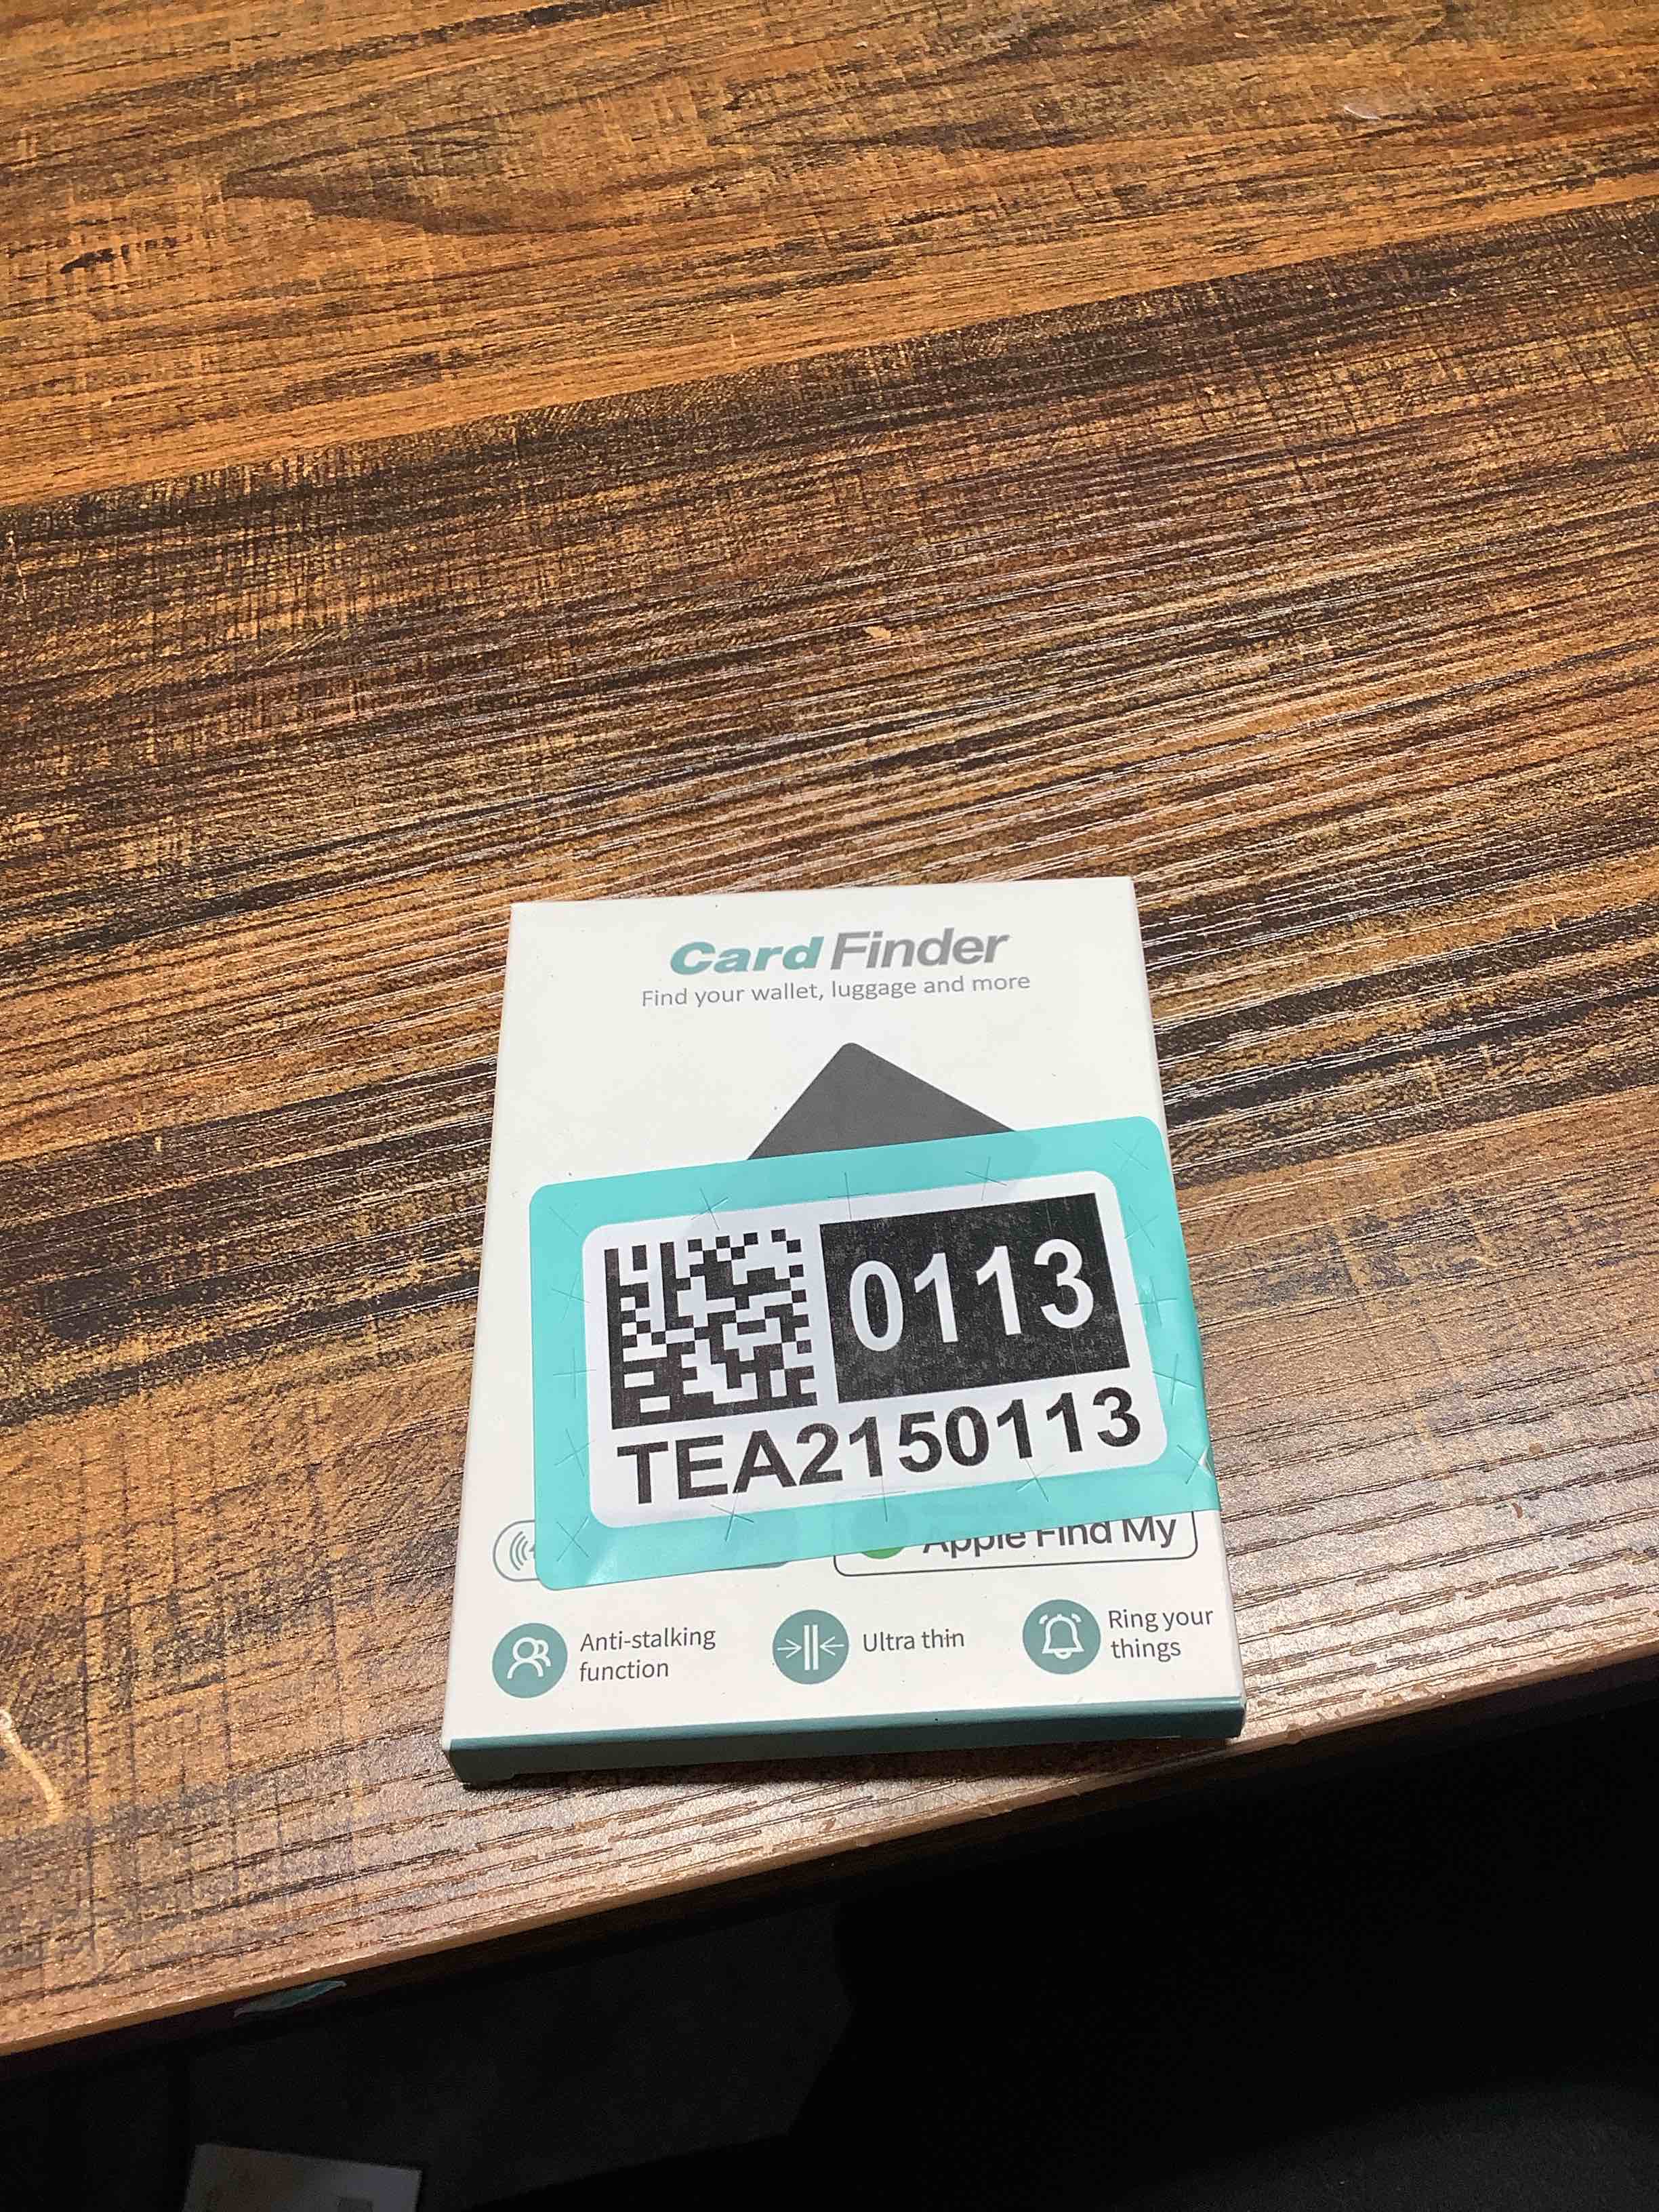 Card Finder
Find your wallet, luggage and more
0113
TEA2150113
Apple Find My
Anti-stalking
function
Ultra thin
Ring your
things